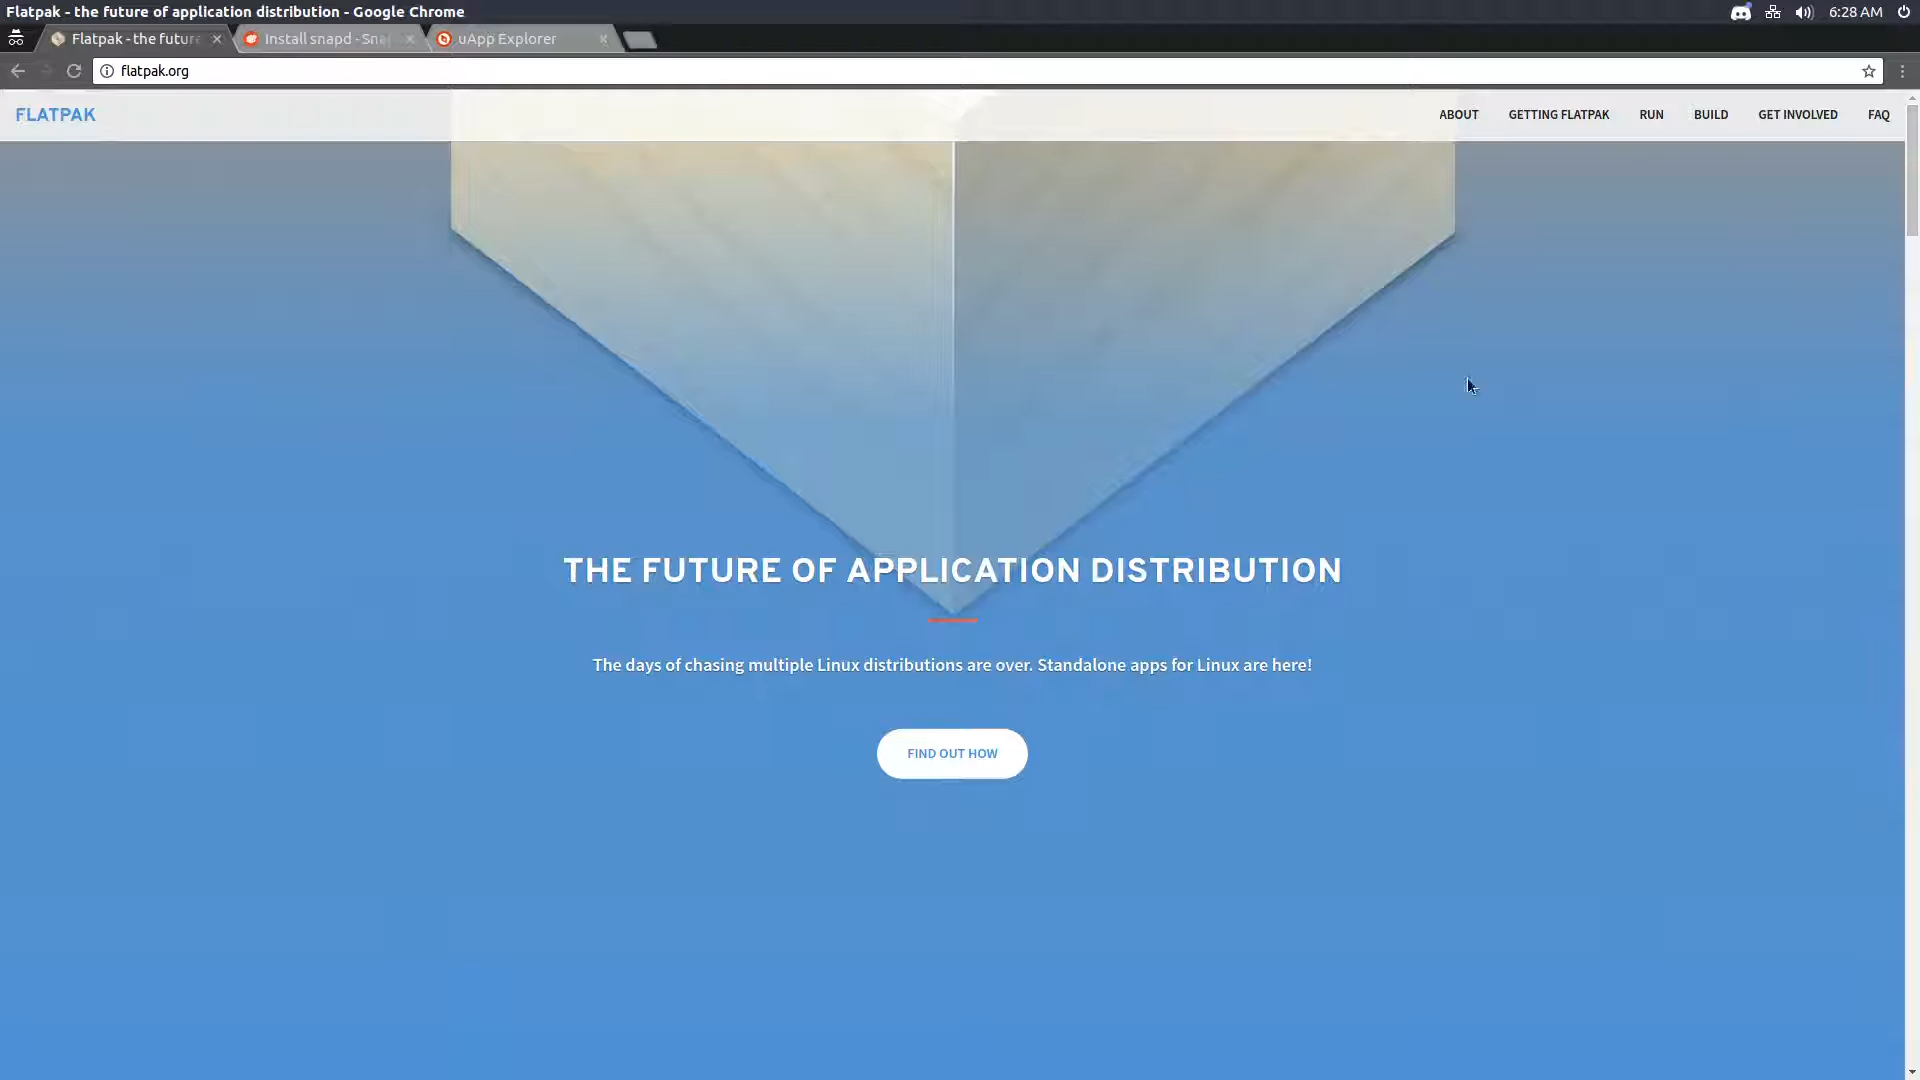 Flatpak - the future of application distribution - Google Chrome
6:28 AM
Flatpak - the future
Install snapd - Sna
uApp Explorer
flatpak.org
FLATPAK
ABOUT GETTING FLATPAK RUN BUILD GET INVOLVED FAQ
THE FUTURE OF APPLICATION DISTRIBUTION
The days of chasing multiple Linux distributions are over. Standalone apps for Linux are here!
FIND OUT HOW